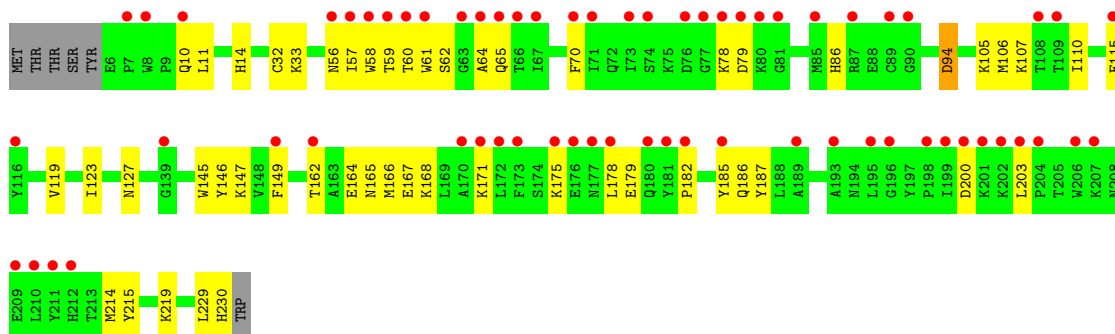 MET THR THR SER TYR E6 P7 W8 P9 Q10 L11 H14 C32 K33 N56 I57 W58 T59 T60 W61 S62 G63 A64 Q65 T66 I67 F70 I71 Q72 I73 S74 K75 D76 G77 K78 D79 K80 G81 M85 H86 R87 E88 C89 G90 D94 K105 M106 K107 T108 T109 I110 E115
Y116 V119 I123 N127 G139 W145 Y146 K147 V148 F149 T162 A163 E164 N165 M166 E167 K168 L169 A170 K171 L172 F173 S174 K175 E176 N177 L178 E179 Q180 Y181 P182 Y185 Q186 Y187 L188 A189 A193 N194 L195 G196 Y197 P198 I199 D200 K201 K202 L203 P204 T205 W206 K207 N208
E209 L210 Y211 H212 T213 M214 Y215 K219 L229 H230 TRP